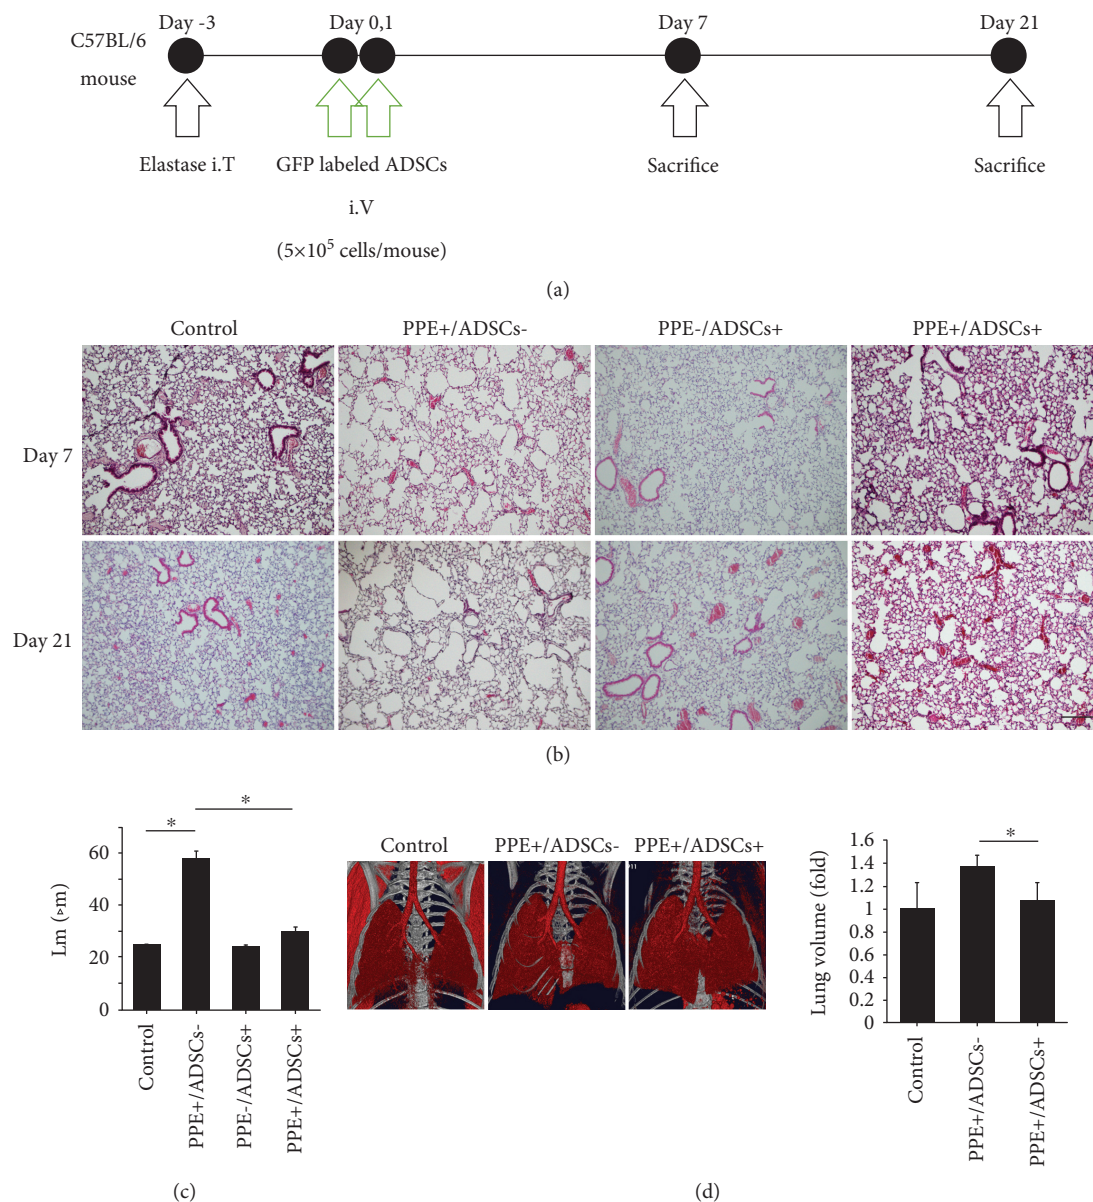 Day -3
Day 0,1
Day 7
Day 21
C57BL/6
mouse
Elastase i.T
GFP labeled ADSCs
Sacrifice
Sacrifice
i.V
(5×10⁵ cells/mouse)
(a)
Control
PPE+/ADSCs-
PPE-/ADSCs+
PPE+/ADSCs+
Day 7
Day 21
(b)
*
*
60
40
20
0
Lm (▹m)
Control
PPE+/ADSCs-
PPE-/ADSCs+
PPE+/ADSCs+
(c)
Control
PPE+/ADSCs-
PPE+/ADSCs+
*
1.6
1.4
1.2
1
0.8
0.6
0.4
0.2
0
Lung volume (fold)
Control
PPE+/ADSCs-
PPE+/ADSCs+
(d)